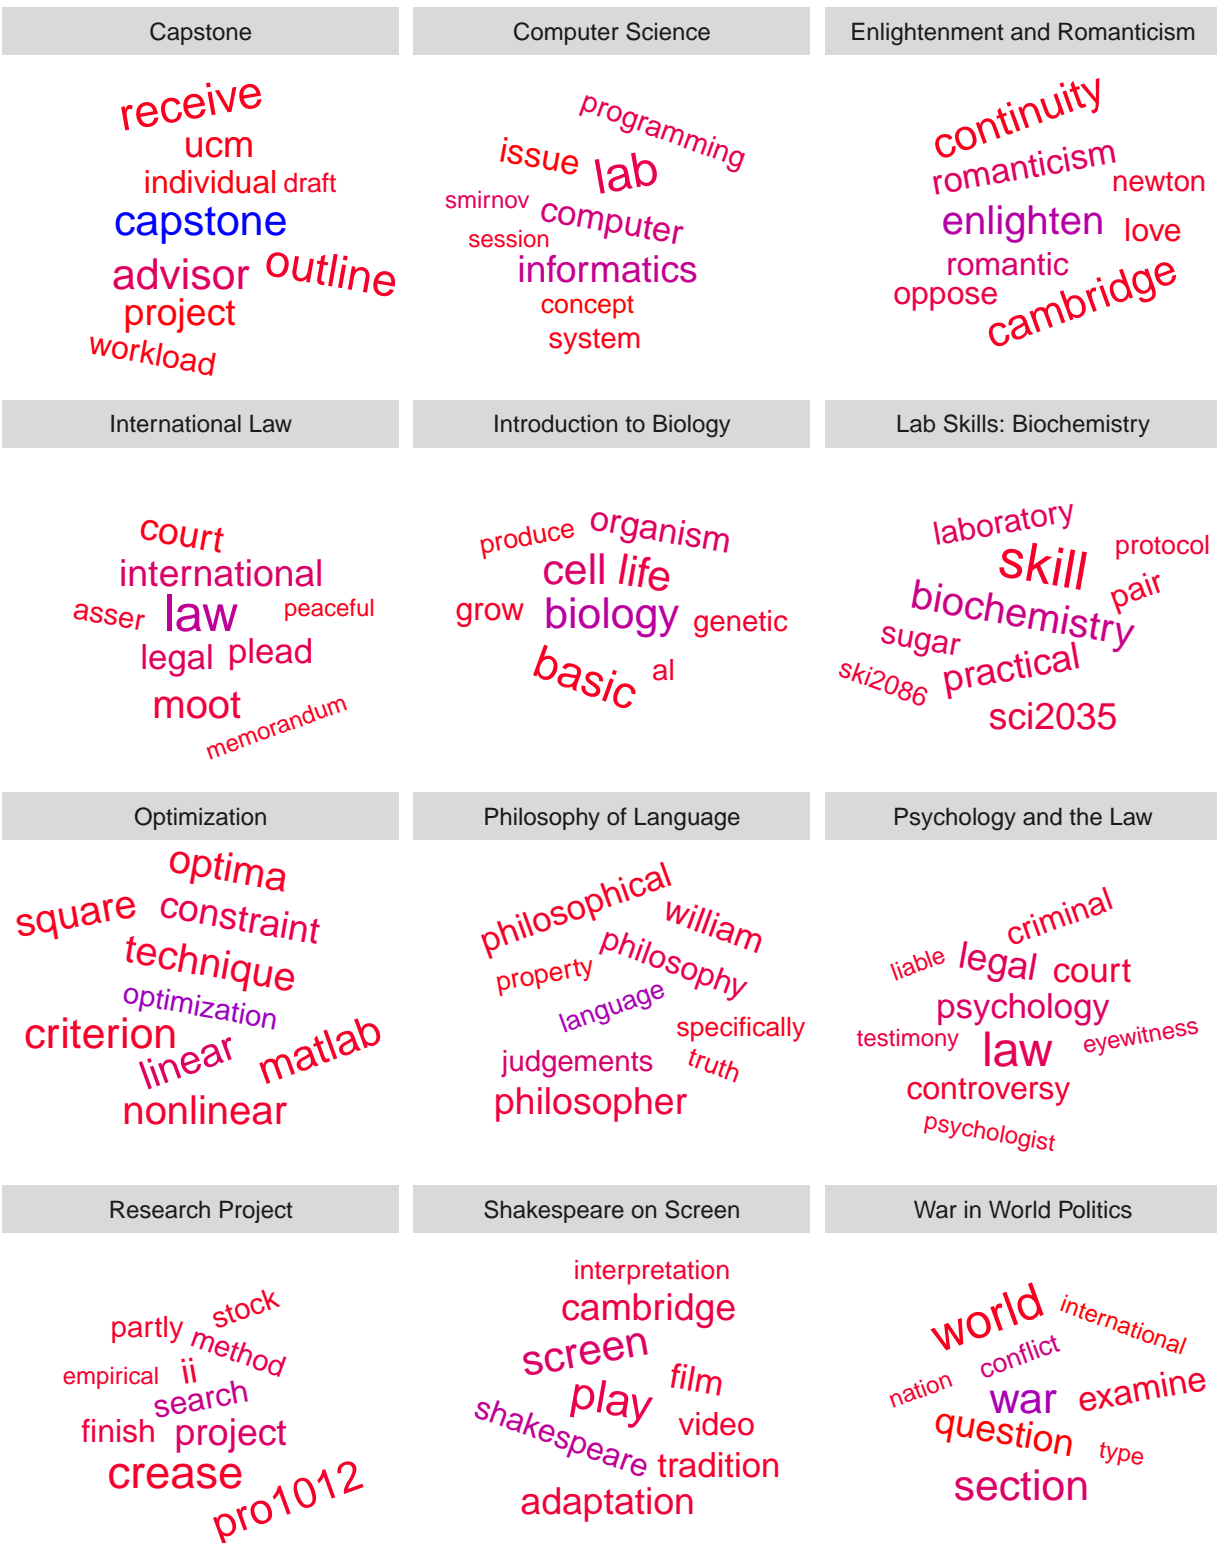 Capstone
receive
ucm
individual draft
capstone
advisor outline
project
workload
Computer Science
programming
issue lab
smirnov computer
session
informatics
concept
system
Enlightenment and Romanticism
continuity
romanticism
newton
enlighten love
romantic
oppose cambridge
International Law
court
international
asser law peaceful
legal plead
moot
memorandum
Introduction to Biology
produce organism
cell life
grow biology genetic
basic al
Lab Skills: Biochemistry
laboratory
skill protocol
biochemistry pair
sugar
ski2086 practical
sci2035
Optimization
optima
square constraint
technique
optimization
criterion linear matlab
nonlinear
Philosophy of Language
philosophical
william
property philosophy
language
specifically
judgements truth
philosopher
Psychology and the Law
criminal
liable legal court
psychology
testimony law eyewitness
controversy
psychologist
Research Project
stock
partly method
empirical ii
search
finish project
crease
pro1012
Shakespeare on Screen
interpretation
cambridge
screen
play film
shakespeare video
tradition
adaptation
War in World Politics
world international
conflict
nation war examine
question type
section